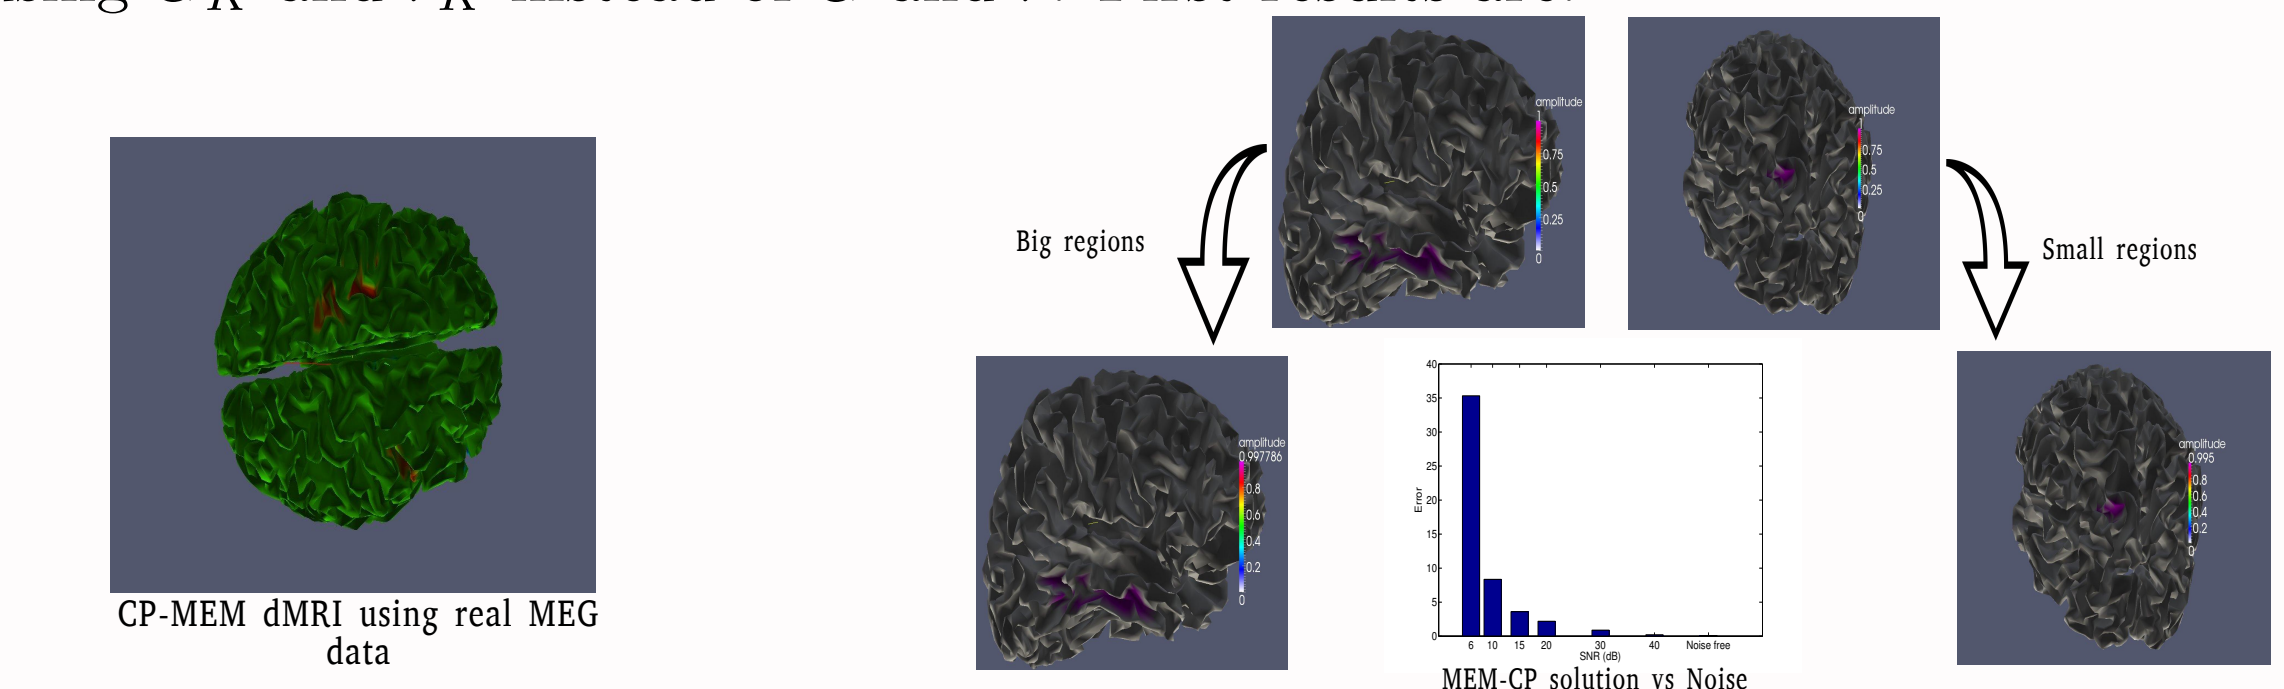 CP-MEM dMRI using real MEG
data
Big regions
amplitude
1
0.75
0.5
0.25
0
amplitude
1
0.75
0.5
0.25
0
Small regions
amplitude
0.997786
0.8
0.6
0.4
0.2
0
40
35
30
25
20
15
10
5
0
Error
6 10 15 20 30 40 Noise free
SNR (dB)
MEM-CP solution vs Noise
amplitude
0.995
0.8
0.6
0.4
0.2
0